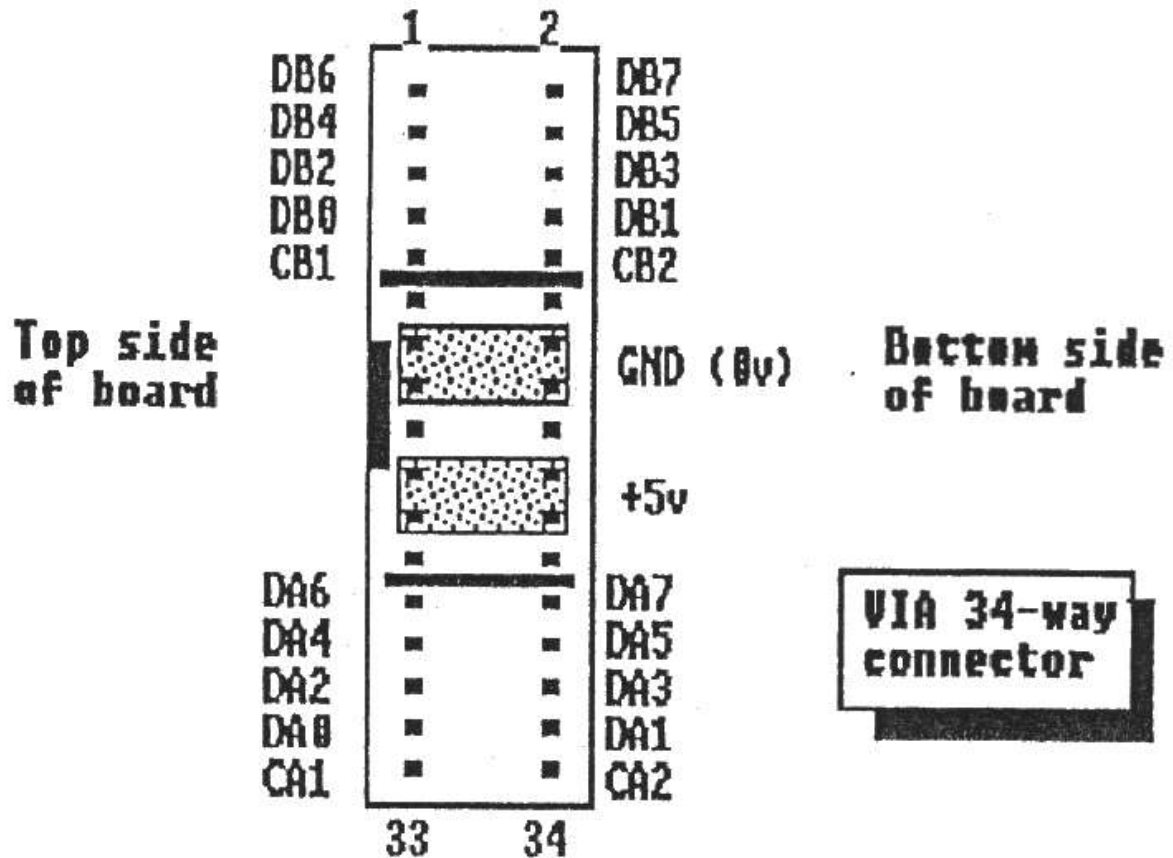 1 2
DB6 DB7
DB4 DB5
DB2 DB3
DB0 DB1
CB1 CB2
Top side
of board
GND (0v)
Bottom side
of board
+5v
DA6 DA7
DA4 DA5
DA2 DA3
DA0 DA1
CA1 CA2
VIA 34-way
connector
33 34